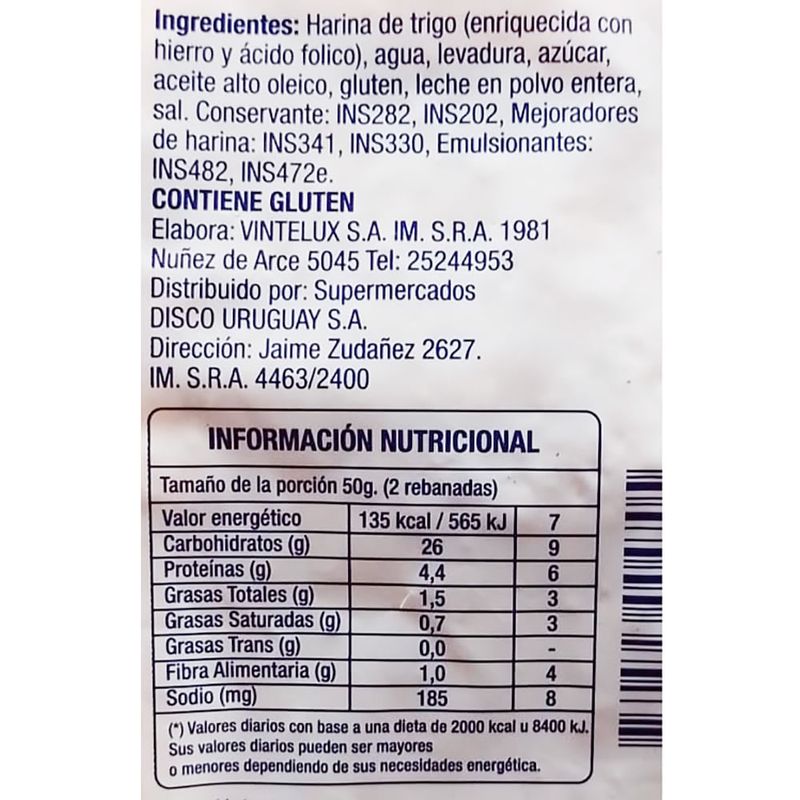 Ingredientes: Harina de trigo (enriquecida con
hierro y ácido folico), agua, levadura, azúcar,
aceite alto oleico, gluten, leche en polvo entera,
sal. Conservante: INS282, INS202, Mejoradores
de harina: INS341, INS330, Emulsionantes:
INS482, INS472e.
CONTIENE GLUTEN
Elabora: VINTELUX S.A. IM. S.R.A. 1981
Nuñez de Arce 5045 Tel: 25244953
Distribuido por: Supermercados
DISCO URUGUAY S.A.
Dirección: Jaime Zudañez 2627.
IM. S.R.A. 4463/2400
INFORMACIÓN NUTRICIONAL
Tamaño de la porción 50g. (2 rebanadas)
Valor energético 135 kcal / 565 kJ 7
Carbohidratos (g) 26 9
Proteínas (g) 4,4 6
Grasas Totales (g) 1,5 3
Grasas Saturadas (g) 0,7 3
Grasas Trans (g) 0,0 -
Fibra Alimentaria (g) 1,0 4
Sodio (mg) 185 8
(*) Valores diarios con base a una dieta de 2000 kcal u 8400 kJ.
Sus valores diarios pueden ser mayores
o menores dependiendo de sus necesidades energética.